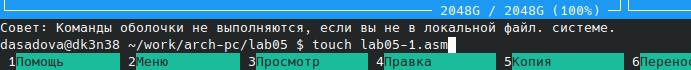 2048G / 2048G (100%)
Совет: Команды оболочки не выполняются, если вы не в локальной файл. системе.
dasadova@dk3n38 ~/work/arch-pc/lab05 $ touch lab05-1.asm
1Помощь 2Меню 3Просмотр 4Правка 5Копия 6Перенос